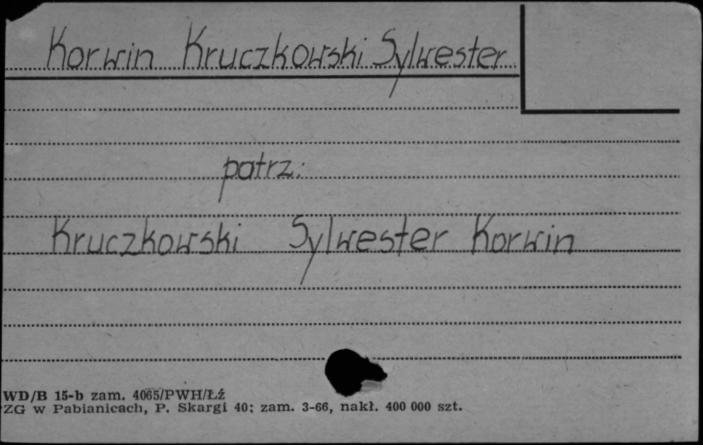 Korwin Kruczkowski Sylwester
patrz:
Kruczkowski Sylwester Korwin
WD/B 15-b zam. 4065/PWH/Łź
ZG w Pabianicach, P. Skargi 40; zam. 3-66, nakł. 400 000 szt.